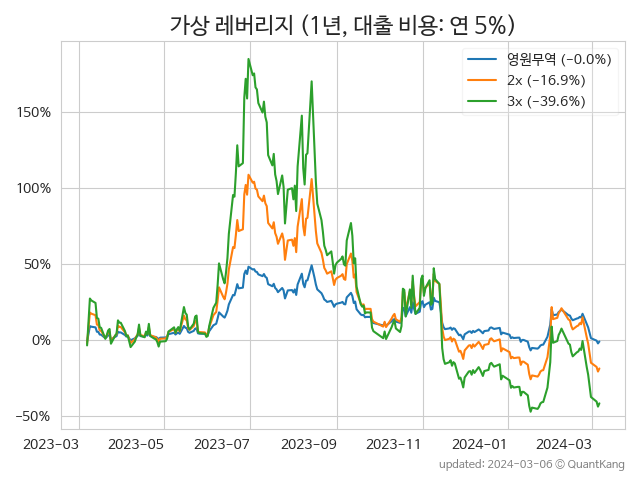 가상 레버리지 (1년, 대출 비용: 연 5%)
영원무역 (−0.0%)
2x (−16.9%)
3x (−39.6%)
150%
100%
50%
0%
−50%
2023-03 2023-05 2023-07 2023-09 2023-11 2024-01 2024-03
updated: 2024-03-06 © QuantKang